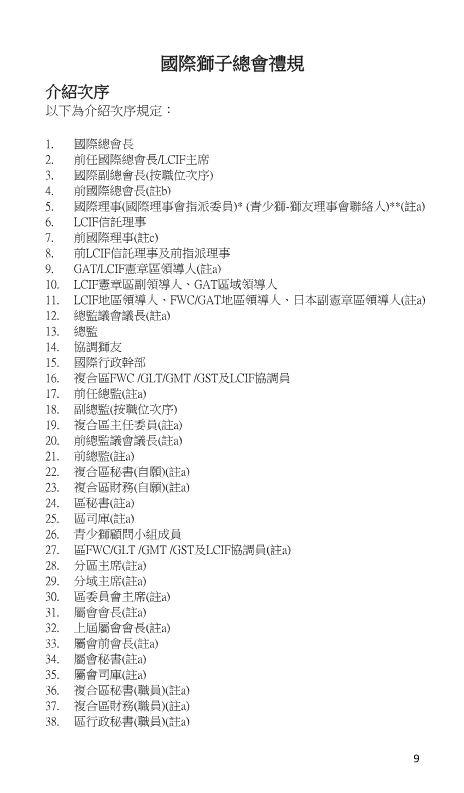 國際獅子總會禮規
介紹次序
以下為介紹次序規定：
1. 國際總會長
2. 前任國際總會長/LCIF主席
3. 國際副總會長(按職位次序)
4. 前國際總會長(註b)
5. 國際理事(國際理事會指派委員)* (青少獅-獅友理事會聯絡人)**(註a)
6. LCIF信託理事
7. 前國際理事(註c)
8. 前LCIF信託理事及前指派理事
9. GAT/LCIF憲章區領導人(註a)
10. LCIF憲章區副領導人、GAT區域領導人
11. LCIF地區領導人、FWC/GAT地區領導人、日本副憲章區領導人(註a)
12. 總監議會議長(註a)
13. 總監
14. 協調獅友
15. 國際行政幹部
16. 複合區FWC /GLT/GMT /GST及LCIF協調員
17. 前任總監(註a)
18. 副總監(按職位次序)
19. 複合區主任委員(註a)
20. 前總監議會議長(註a)
21. 前總監(註a)
22. 複合區秘書(自願)(註a)
23. 複合區財務(自願)(註a)
24. 區秘書(註a)
25. 區司庫(註a)
26. 青少獅顧問小組成員
27. 區FWC/GLT /GMT /GST及LCIF協調員(註a)
28. 分區主席(註a)
29. 分域主席(註a)
30. 區委員會主席(註a)
31. 屬會會長(註a)
32. 上屆屬會會長(註a)
33. 屬會前會長(註a)
34. 屬會秘書(註a)
35. 屬會司庫(註a)
36. 複合區秘書(職員)(註a)
37. 複合區財務(職員)(註a)
38. 區行政秘書(職員)(註a)
9